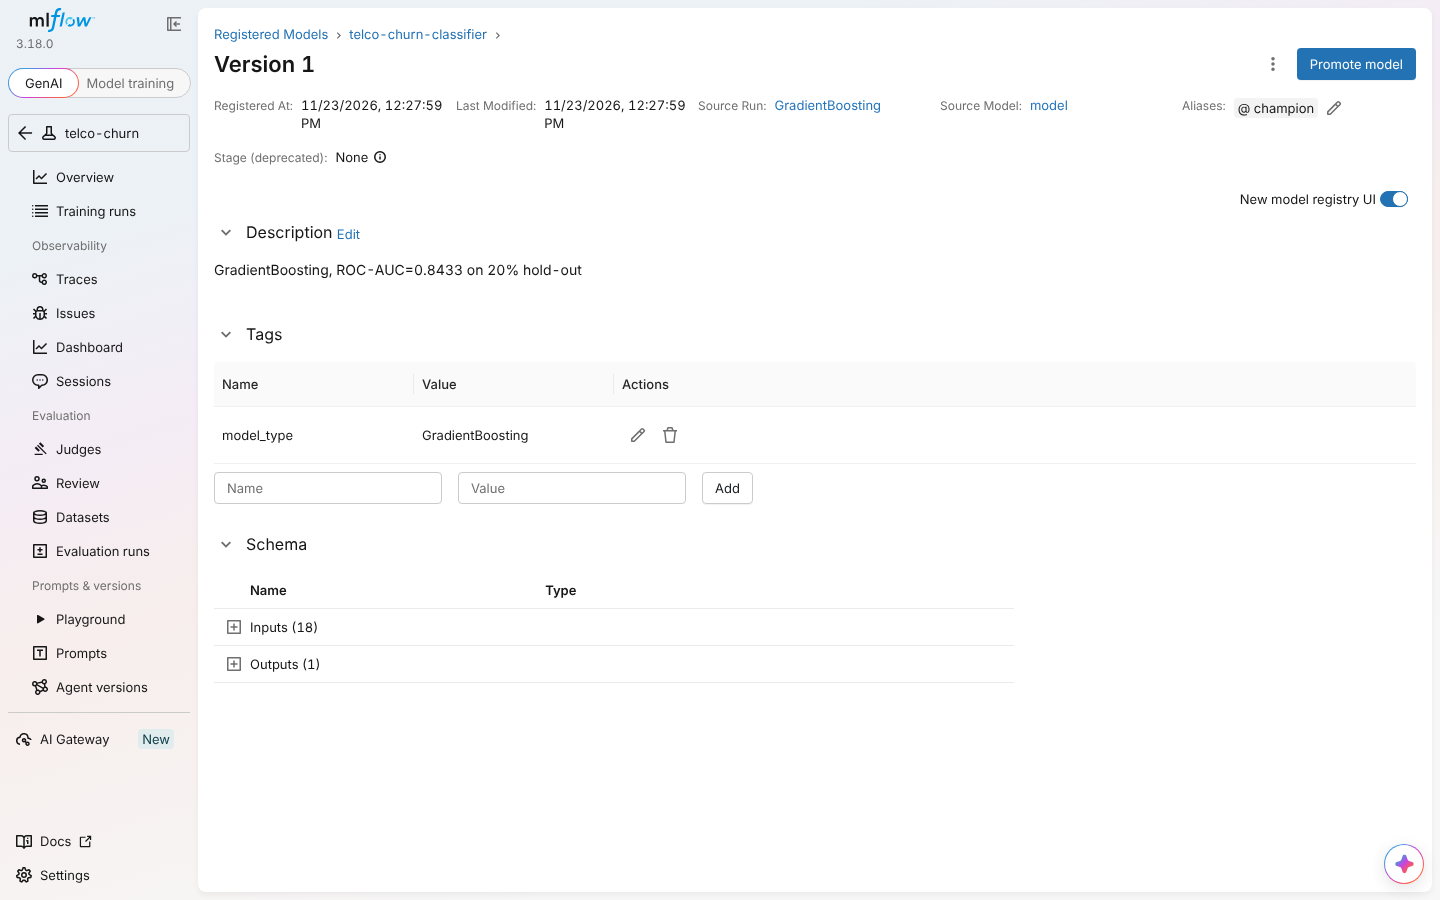 mlflow
3.18.0
GenAI
Model training
telco-churn
Overview
Training runs
Observability
Traces
Issues
Dashboard
Sessions
Evaluation
Judges
Review
Datasets
Evaluation runs
Prompts & versions
Playground
Prompts
Agent versions
AI Gateway
New
Docs
Settings
Registered Models › telco-churn-classifier ›
Version 1
Promote model
Registered At: 11/23/2026, 12:27:59 PM
Last Modified: 11/23/2026, 12:27:59 PM
Source Run: GradientBoosting
Source Model: model
Aliases: @ champion
Stage (deprecated): None
New model registry UI
Description Edit
GradientBoosting, ROC-AUC=0.8433 on 20% hold-out
Tags
Name Value Actions
model_type GradientBoosting
Name Value Add
Schema
Name Type
Inputs (18)
Outputs (1)